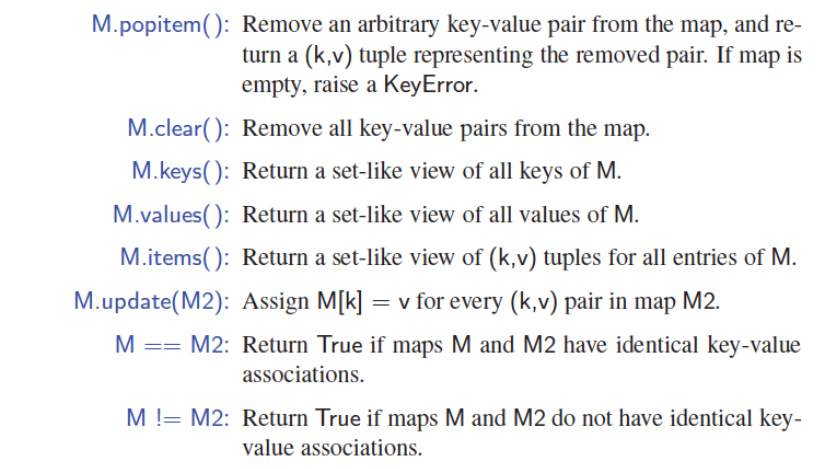 M.popitem( ): Remove an arbitrary key-value pair from the map, and re-
turn a (k,v) tuple representing the removed pair. If map is
empty, raise a KeyError.
M.clear( ): Remove all key-value pairs from the map.
M.keys( ): Return a set-like view of all keys of M.
M.values( ): Return a set-like view of all values of M.
M.items( ): Return a set-like view of (k,v) tuples for all entries of M.
M.update(M2): Assign M[k] = v for every (k,v) pair in map M2.
M == M2: Return True if maps M and M2 have identical key-value
associations.
M != M2: Return True if maps M and M2 do not have identical key-
value associations.